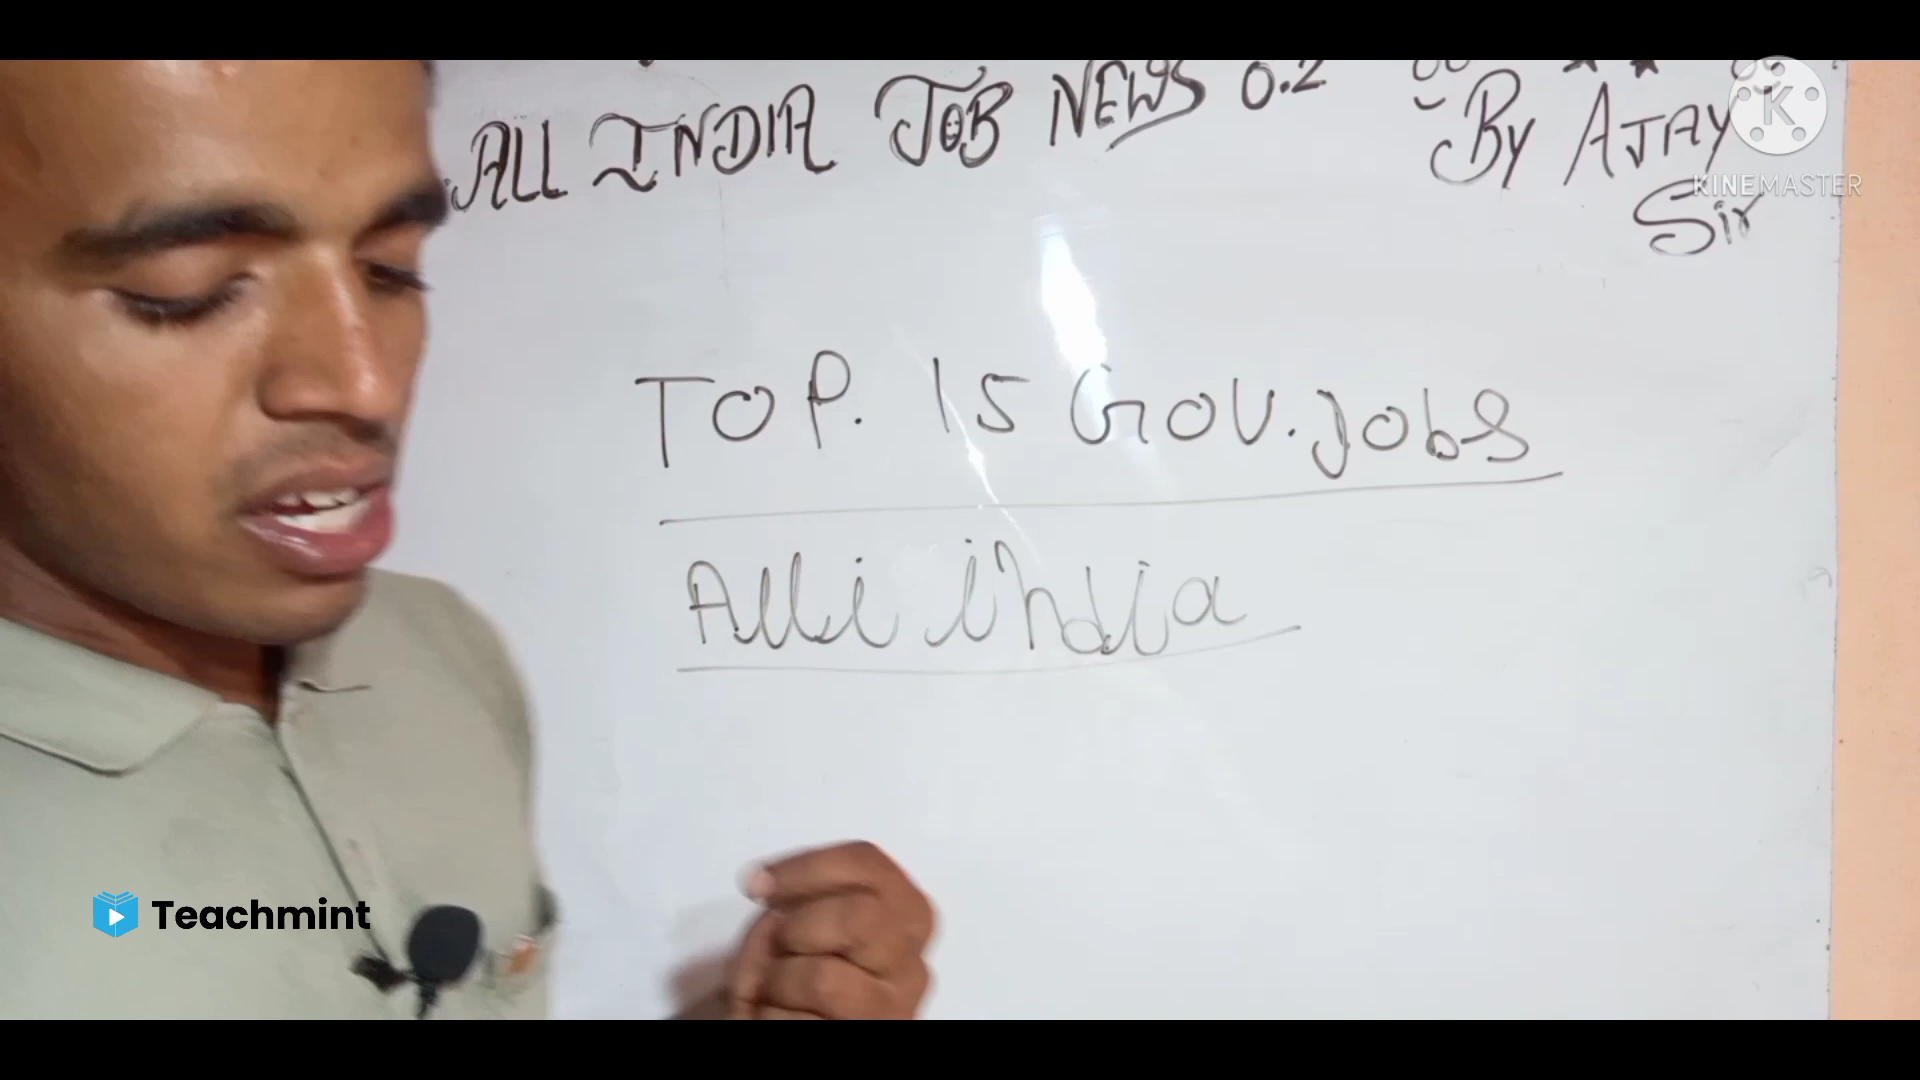 ALL INDIA JOB NEWS 0.2
By AJAY
Sir
KINEMASTER
TOP. 15 GOV. jobs
All india
Teachmint